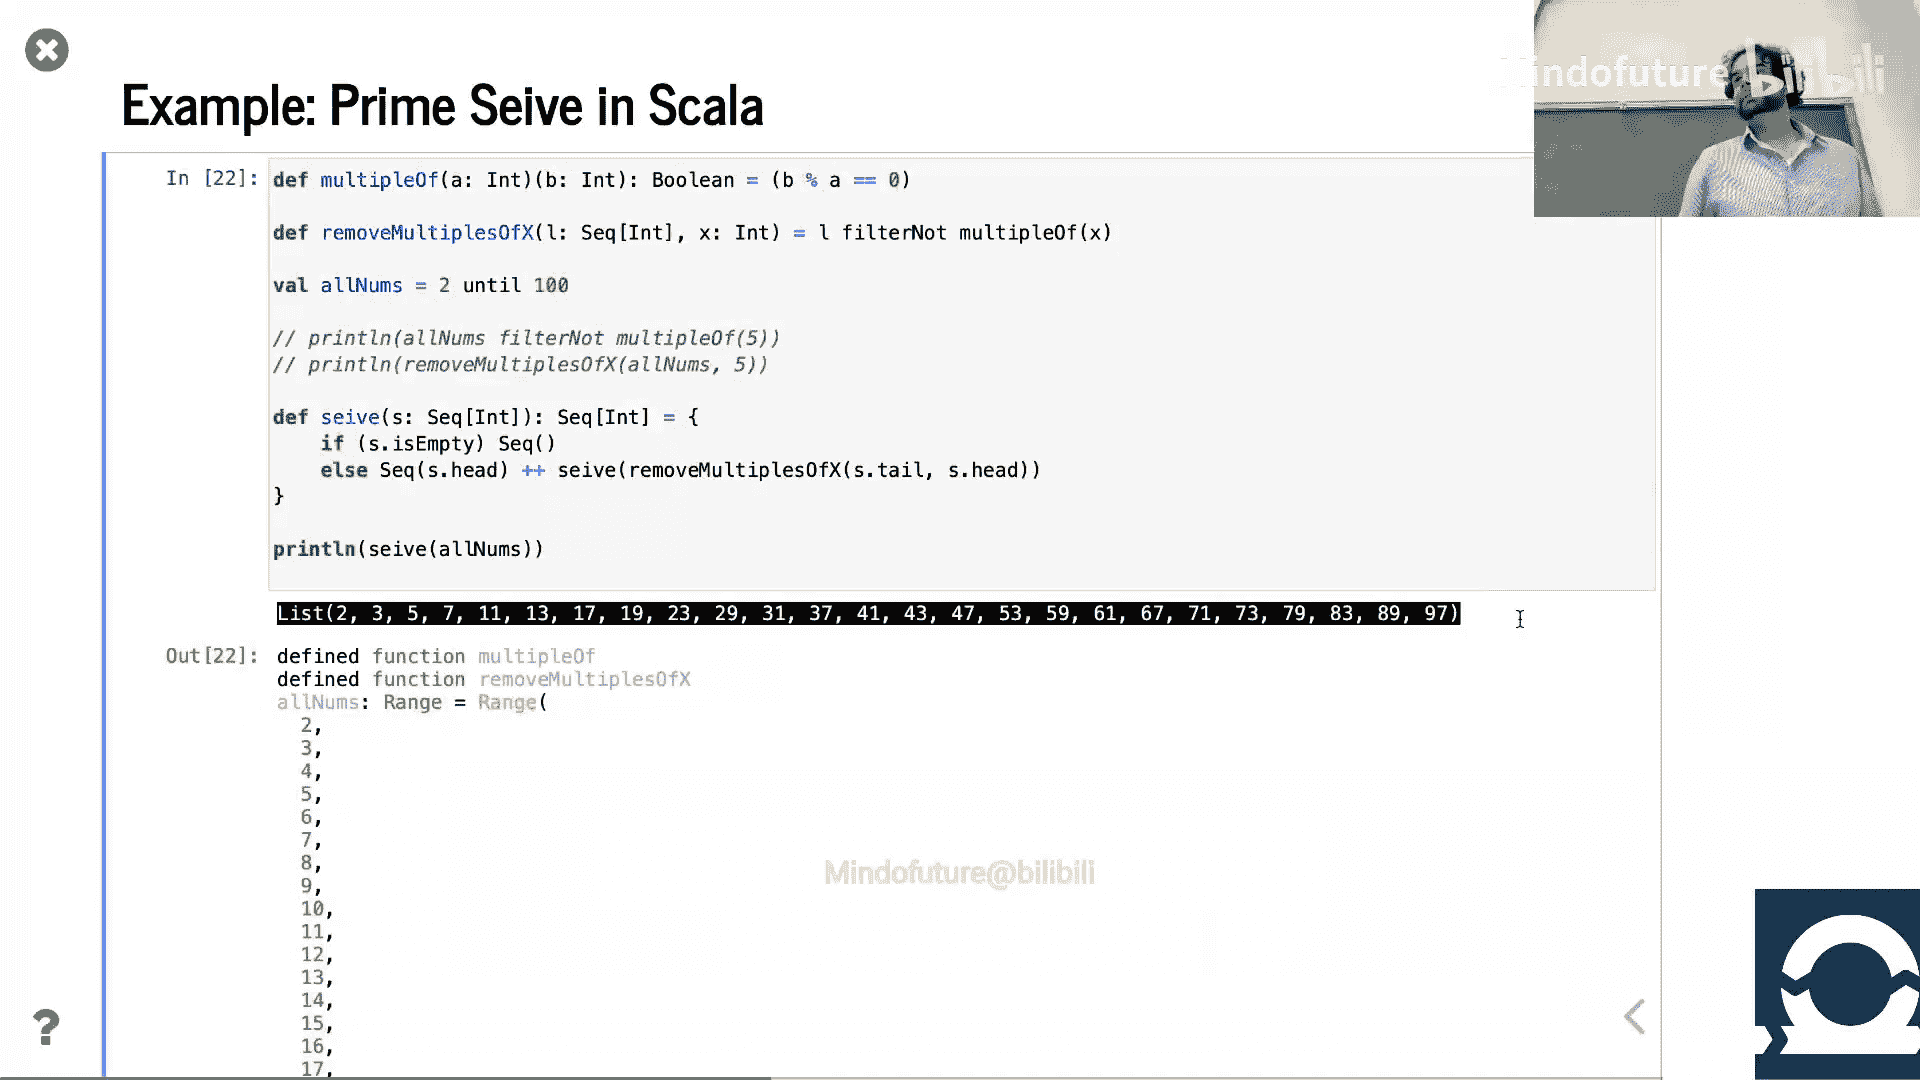 Example: Prime Seive in Scala
In [22]:
def multipleOf(a: Int)(b: Int): Boolean = (b % a == 0)
def removeMultiplesOfX(l: Seq[Int], x: Int) = l filterNot multipleOf(x)
val allNums = 2 until 100
// println(allNums filterNot multipleOf(5))
// println(removeMultiplesOfX(allNums, 5))
def seive(s: Seq[Int]): Seq[Int] = {
if (s.isEmpty) Seq()
else Seq(s.head) ++ seive(removeMultiplesOfX(s.tail, s.head))
}
println(seive(allNums))
List(2, 3, 5, 7, 11, 13, 17, 19, 23, 29, 31, 37, 41, 43, 47, 53, 59, 61, 67, 71, 73, 79, 83, 89, 97)
Out[22]:
defined function multipleOf
defined function removeMultiplesOfX
allNums: Range = Range(
2,
3,
4,
5,
6,
7,
8,
9,
10,
11,
12,
13,
14,
15,
16,
17,
Mindofuture@bilibili
Mindofuture bilibili
?